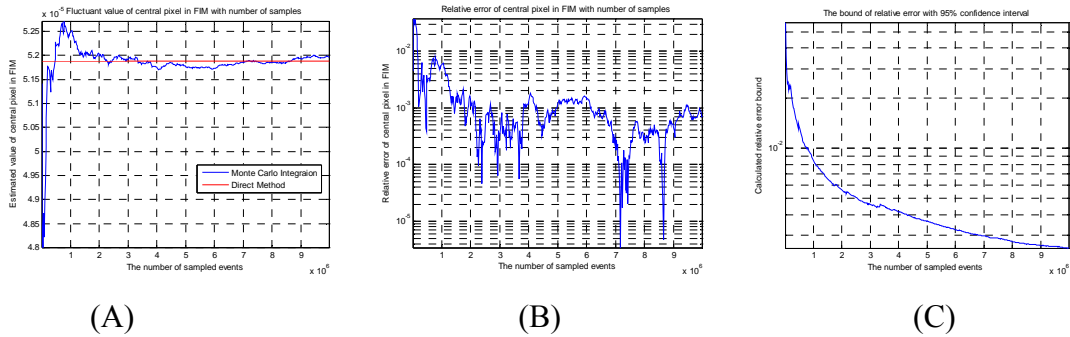 Fluctuant value of central pixel in FIM with number of samples
x 10^-5
Estimated value of central pixel in FIM
5.25
5.2
5.15
5.1
5.05
5
4.95
4.9
4.85
4.8
Monte Carlo Integraion
Direct Method
1 2 3 4 5 6 7 8 9
x 10^6
The number of sampled events
(A)
Relative error of central pixel in FIM with number of samples
Relative error of central pixel in FIM
10^-2
10^-3
10^-4
10^-5
1 2 3 4 5 6 7 8 9
x 10^6
The number of sampled events
(B)
The bound of relative error with 95% confidence interval
Calculated relative error bound
10^-2
1 2 3 4 5 6 7 8 9
x 10^6
The number of sampled events
(C)